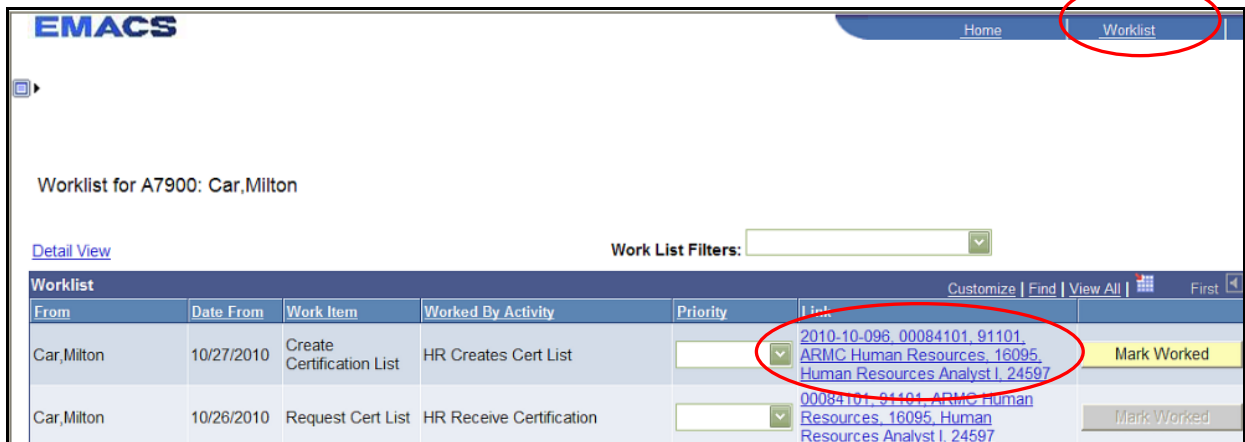 EMACS
Home Worklist
Worklist for A7900: Car,Milton
Detail View Work List Filters:
Worklist Customize | Find | View All | First
From Date From Work Item Worked By Activity Priority Link
Car,Milton 10/27/2010 Create Certification List HR Creates Cert List 2010-10-096, 00084101, 91101, Mark Worked
ARMC Human Resources, 16095,
Human Resources Analyst I, 24597
Car,Milton 10/26/2010 Request Cert List HR Receive Certification 00084101, 91101, ARMC Human Mark Worked
Resources, 16095, Human
Resources Analyst I, 24597